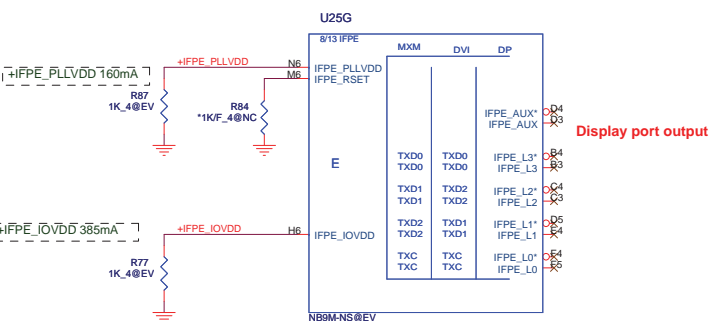 U25G
8/13 IFPE
MXM DVI DP
+IFPE_PLLVDD 160mA
+IFPE_PLLVDD
N6
IFPE_PLLVDD
M6
IFPE_RSET
R87
1K_4@EV
R84
*1K/F_4@NC
IFPE_AUX* D4
IFPE_AUX D3
Display port output
E
TXD0 TXD0 IFPE_L3* B4
TXD0 TXD0 IFPE_L3 B3
TXD1 TXD2 IFPE_L2* C4
TXD1 TXD2 IFPE_L2 C3
TXD2 TXD1 IFPE_L1* D5
TXD2 TXD1 IFPE_L1 E4
TXC TXC IFPE_L0* F4
TXC TXC IFPE_L0 F5
+IFPE_IOVDD 385mA
+IFPE_IOVDD
H6
IFPE_IOVDD
R77
1K_4@EV
NB9M-NS@EV